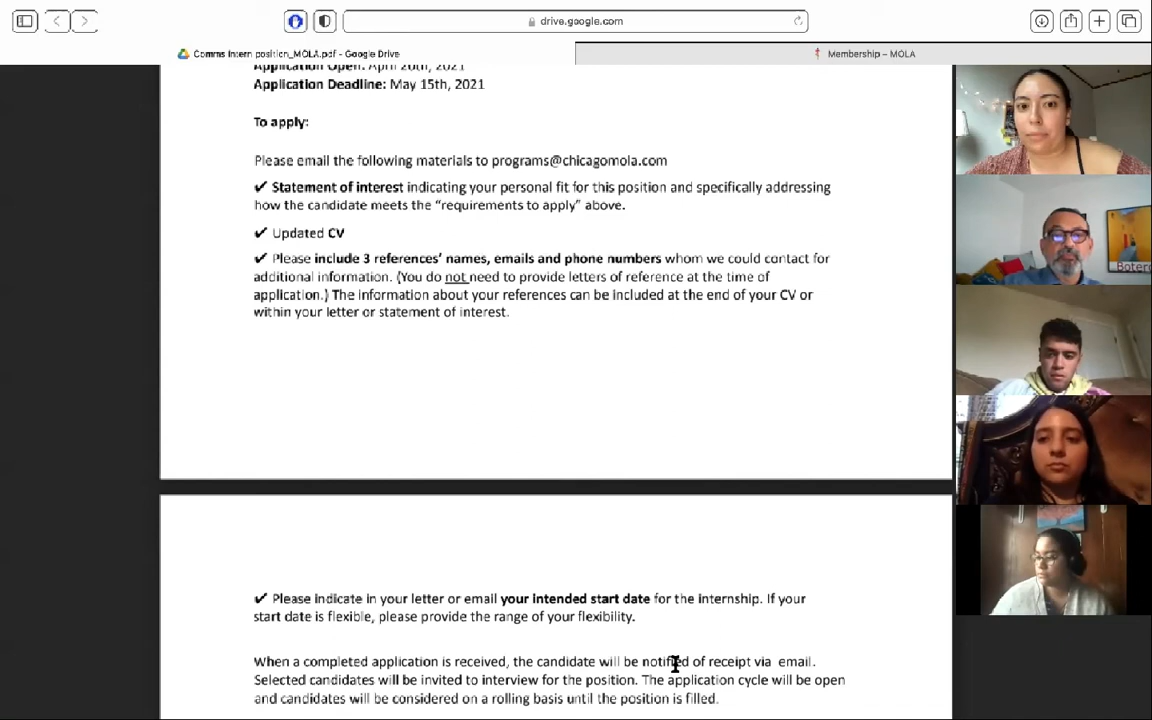 drive.google.com
Comms Intern position_MOLA.pdf - Google Drive
Membership – MOLA
Application Open: April 20th, 2021
Application Deadline: May 15th, 2021
To apply:
Please email the following materials to programs@chicagomola.com
✔ Statement of interest indicating your personal fit for this position and specifically addressing
how the candidate meets the “requirements to apply” above.
✔ Updated CV
✔ Please include 3 references’ names, emails and phone numbers whom we could contact for
additional information. (You do not need to provide letters of reference at the time of
application.) The information about your references can be included at the end of your CV or
within your letter or statement of interest.
Botero
✔ Please indicate in your letter or email your intended start date for the internship. If your
start date is flexible, please provide the range of your flexibility.
When a completed application is received, the candidate will be notified of receipt via email.
Selected candidates will be invited to interview for the position. The application cycle will be open
and candidates will be considered on a rolling basis until the position is filled.